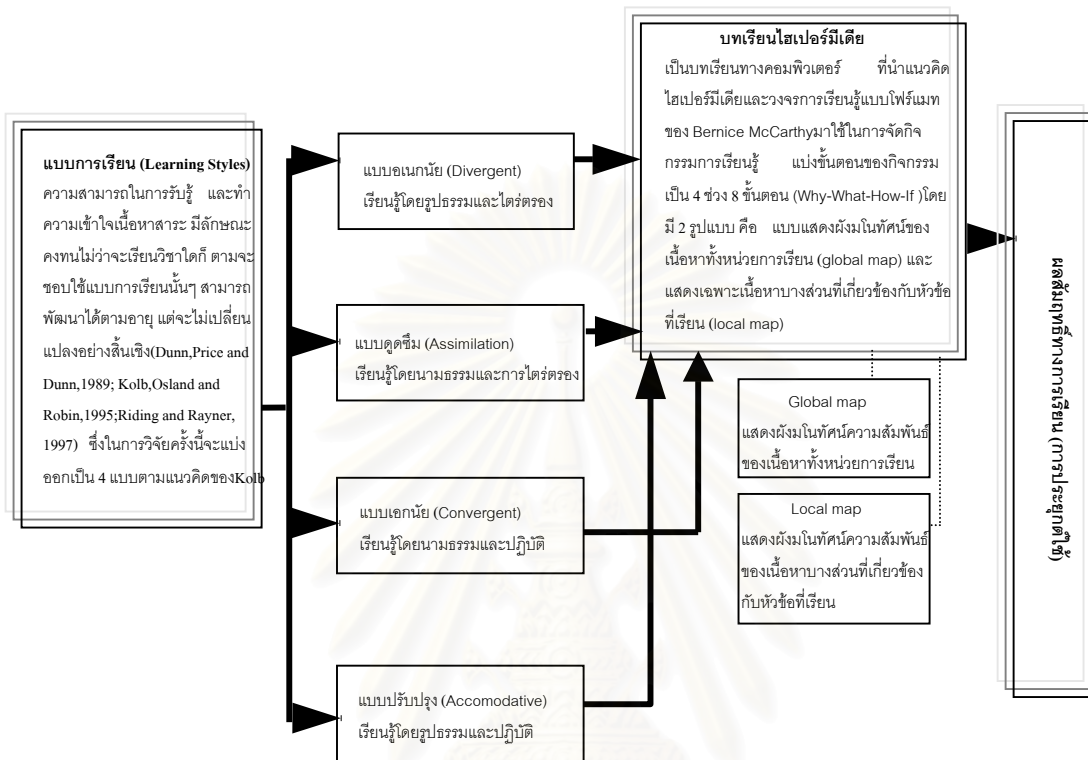 แบบการเรียน (Learning Styles)
ความสามารถในการรับรู้ และทำ
ความเข้าใจเนื้อหาสาระ มีลักษณะ
คงทนไม่ว่าจะเรียนวิชาใดก็ ตามจะ
ชอบใช้แบบการเรียนนั้นๆ สามารถ
พัฒนาได้ตามอายุ แต่จะไม่เปลี่ยน
แปลงอย่างสิ้นเชิง(Dunn,Price and
Dunn,1989; Kolb,Osland and
Robin,1995;Riding and Rayner,
1997) ซึ่งในการวิจัยครั้งนี้จะแบ่ง
ออกเป็น 4 แบบตามแนวคิดของKolb
แบบอเนกนัย (Divergent)
เรียนรู้โดยรูปธรรมและไตร่ตรอง
แบบดูดซึม (Assimilation)
เรียนรู้โดยนามธรรมและการไตร่ตรอง
แบบเอกนัย (Convergent)
เรียนรู้โดยนามธรรมและปฏิบัติ
แบบปรับปรุง (Accomodative)
เรียนรู้โดยรูปธรรมและปฏิบัติ
บทเรียนไฮเปอร์มีเดีย
เป็นบทเรียนทางคอมพิวเตอร์ ที่นำแนวคิด
ไฮเปอร์มีเดียและวงจรการเรียนรู้แบบโฟร์แมท
ของ Bernice McCarthyมาใช้ในการจัดกิจ
กรรมการเรียนรู้ แบ่งขั้นตอนของกิจกรรม
เป็น 4 ช่วง 8 ขั้นตอน (Why-What-How-If )โดย
มี 2 รูปแบบ คือ แบบแสดงผังมโนทัศน์ของ
เนื้อหาทั้งหน่วยการเรียน (global map) และ
แสดงเฉพาะเนื้อหาบางส่วนที่เกี่ยวข้องกับหัวข้อ
ที่เรียน (local map)
Global map
แสดงผังมโนทัศน์ความสัมพันธ์
ของเนื้อหาทั้งหน่วยการเรียน
Local map
แสดงผังมโนทัศน์ความสัมพันธ์
ของเนื้อหาบางส่วนที่เกี่ยวข้อง
กับหัวข้อที่เรียน
ผลสัมฤทธิ์ทางการเรียน (การประยุกต์ใช้)